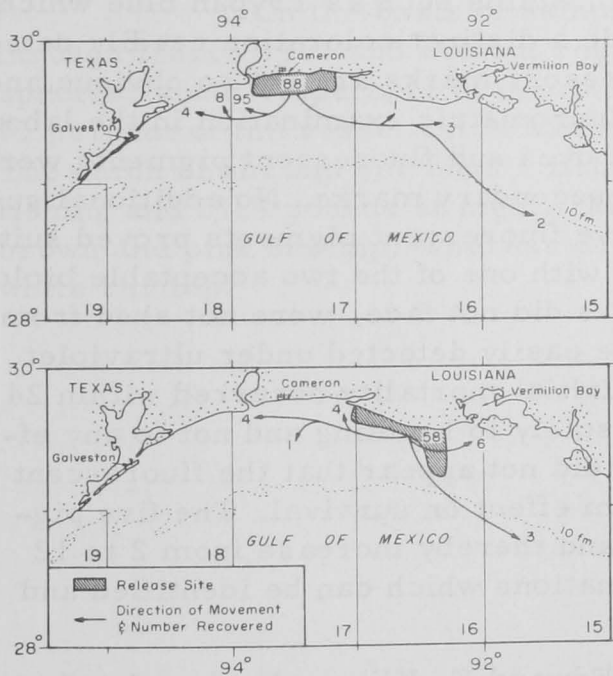 94° 92°
30°
TEXAS Cameron LOUISIANA
Vermilion Bay
88
8 95
4 1
Galveston 3
2
10 fm.
GULF OF MEXICO
19 18 17 16 15
28°
30°
TEXAS Cameron LOUISIANA
Vermilion Bay
4 4
58
1 6
Galveston
3
10 fm.
GULF OF MEXICO
19 18
Release Site
Direction of Movement
& Number Recovered
17 16 15
28°
94° 92°